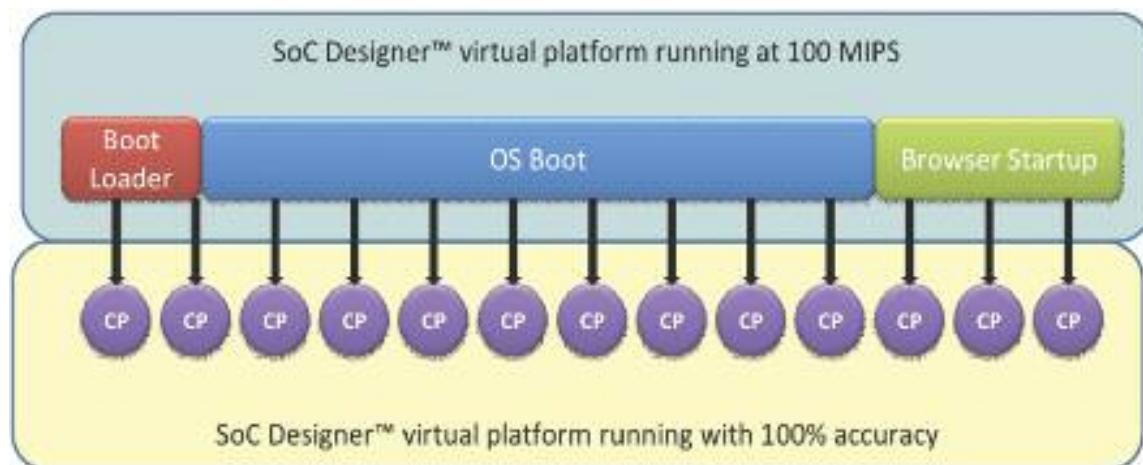 SoC Designer™ virtual platform running at 100 MIPS
Boot
Loader
OS Boot
Browser Startup
CP CP CP CP CP CP CP CP CP CP CP CP CP
SoC Designer™ virtual platform running with 100% accuracy